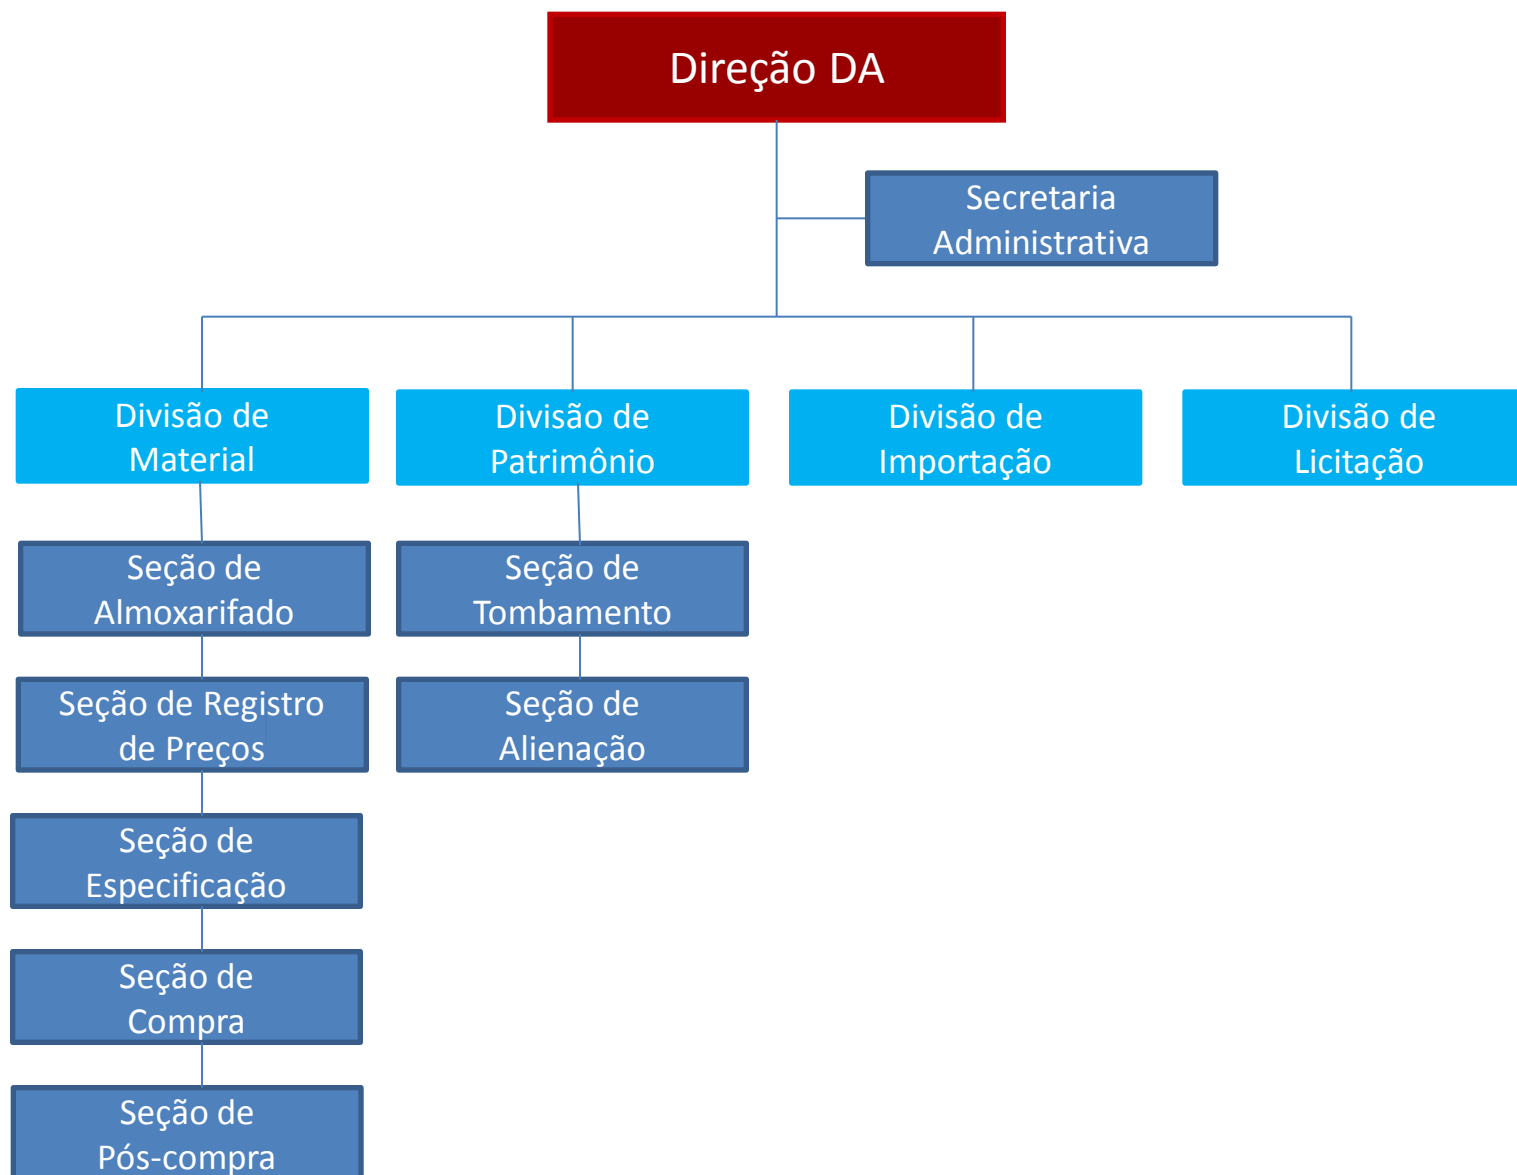 Direção DA
Secretaria
Administrativa
Divisão de
Material
Divisão de
Patrimônio
Divisão de
Importação
Divisão de
Licitação
Seção de
Almoxarifado
Seção de
Tombamento
Seção de Registro
de Preços
Seção de
Alienação
Seção de
Especificação
Seção de
Compra
Seção de
Pós-compra